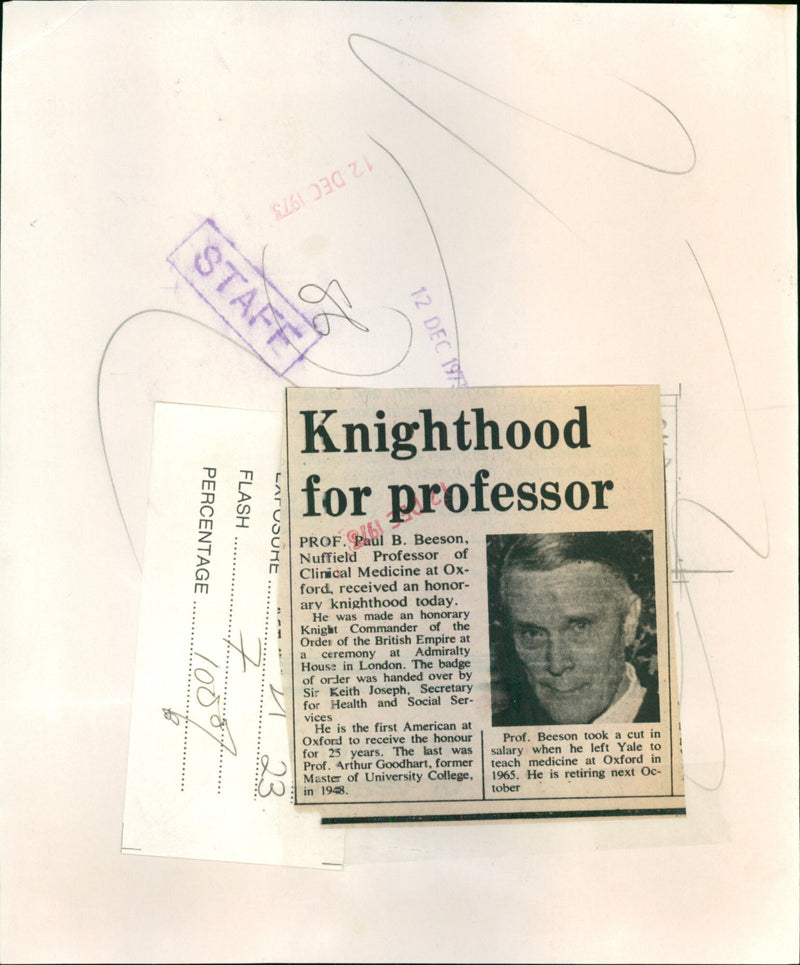 12 DEC 1973
STAFF
12 DEC 1973
Knighthood
for professor
12 DEC 1973
PROF. Paul B. Beeson,
Nuffield Professor of
Clinical Medicine at Ox-
ford, received an honor-
ary knighthood today.
He was made an honorary
Knight Commander of the
Order of the British Empire at
a ceremony at Admiralty
House in London. The badge
of order was handed over by
Sir Keith Joseph, Secretary
for Health and Social Ser-
vices
He is the first American at
Oxford to receive the honour
for 25 years. The last was
Prof. Arthur Goodhart, former
Master of University College,
in 1948.
Prof. Beeson took a cut in
salary when he left Yale to
teach medicine at Oxford in
1965. He is retiring next Oc-
tober
EXPOSURE 23
FLASH 7
PERCENTAGE 100%